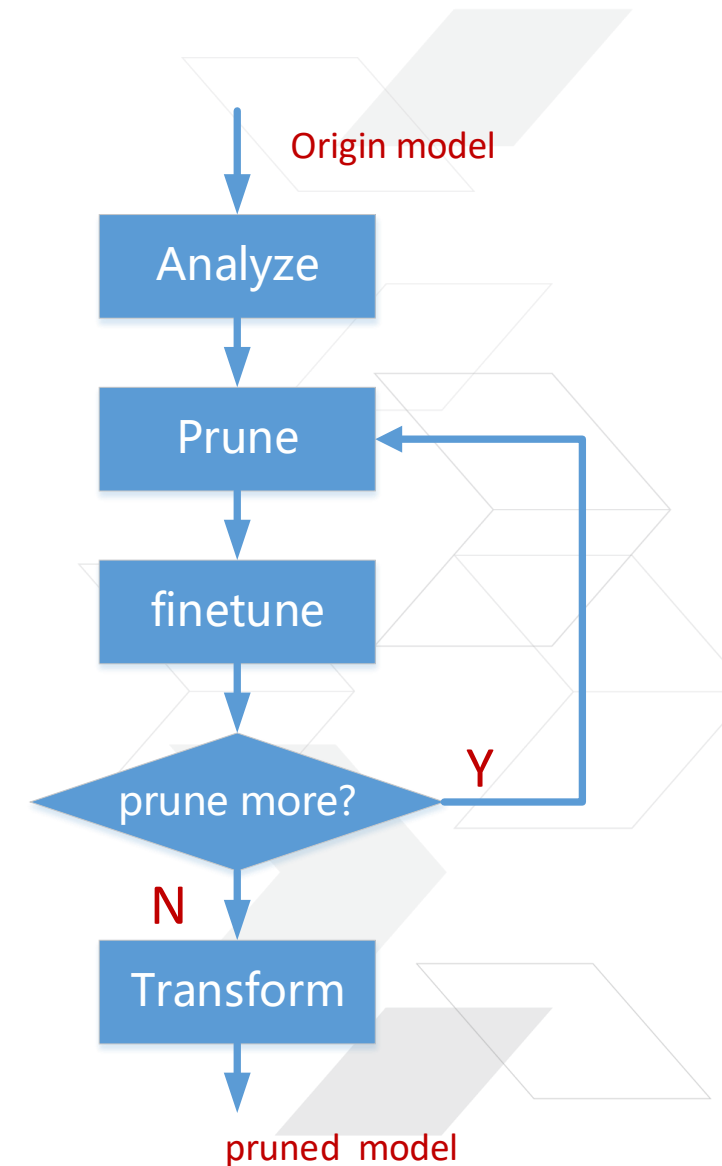 Origin model
Analyze
Prune
finetune
prune more?
Y
N
Transform
pruned model